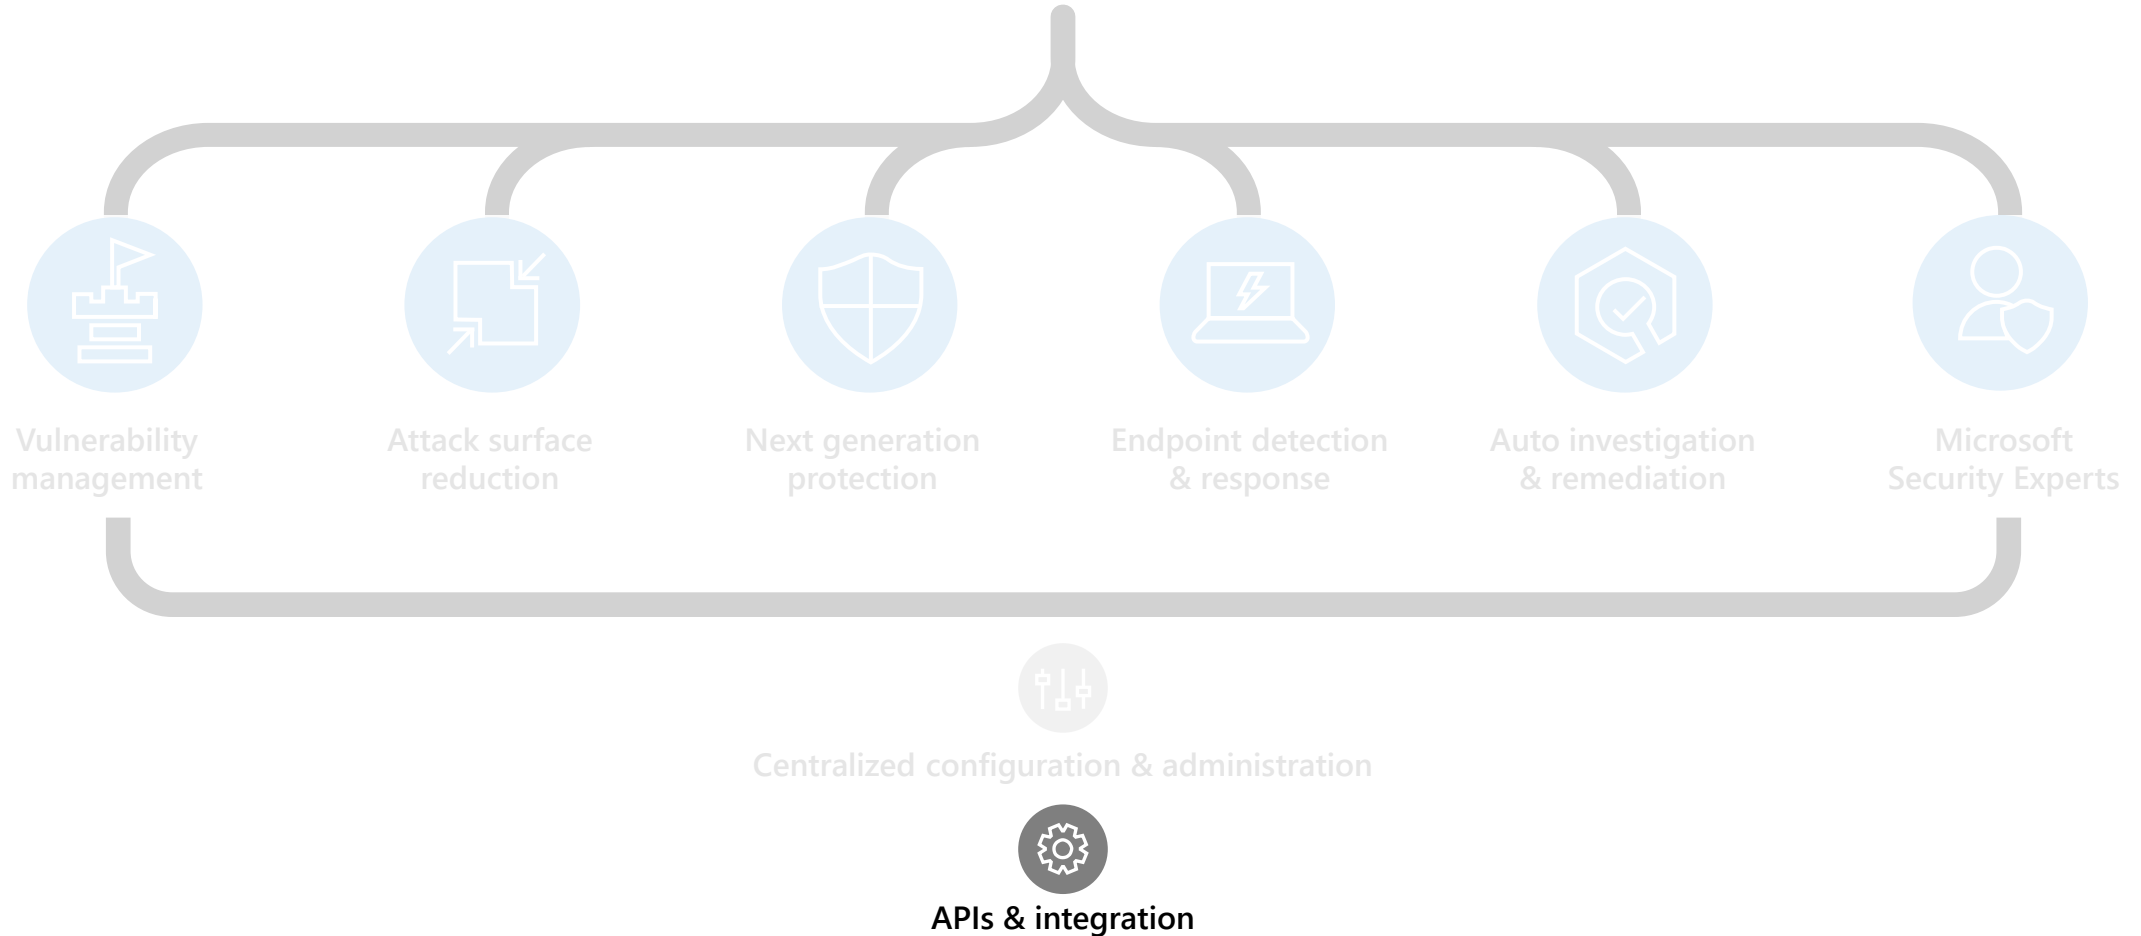 Vulnerability
management
Attack surface
reduction
Next generation
protection
Endpoint detection
& response
Auto investigation
& remediation
Microsoft
Security Experts
Centralized configuration & administration
APIs & integration